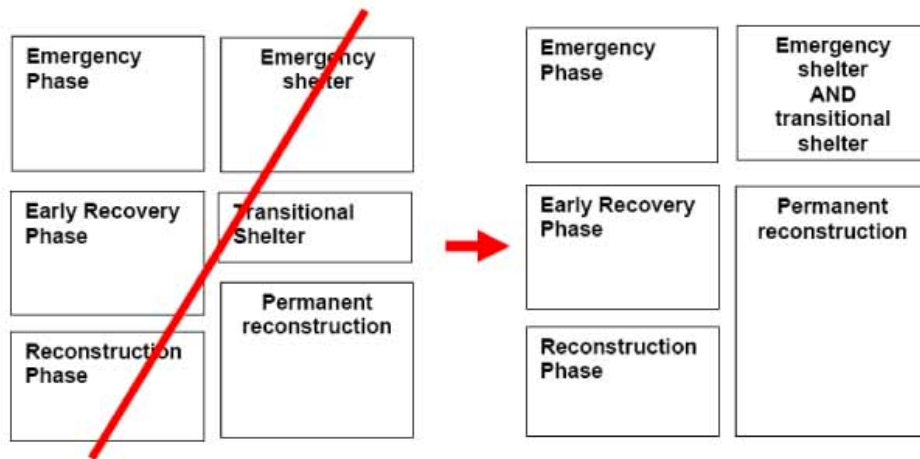 Emergency
Phase
Emergency
shelter
Early Recovery
Phase
Transitional
Shelter
Reconstruction
Phase
Permanent
reconstruction
Emergency
Phase
Emergency
shelter
AND
transitional
shelter
Early Recovery
Phase
Permanent
reconstruction
Reconstruction
Phase